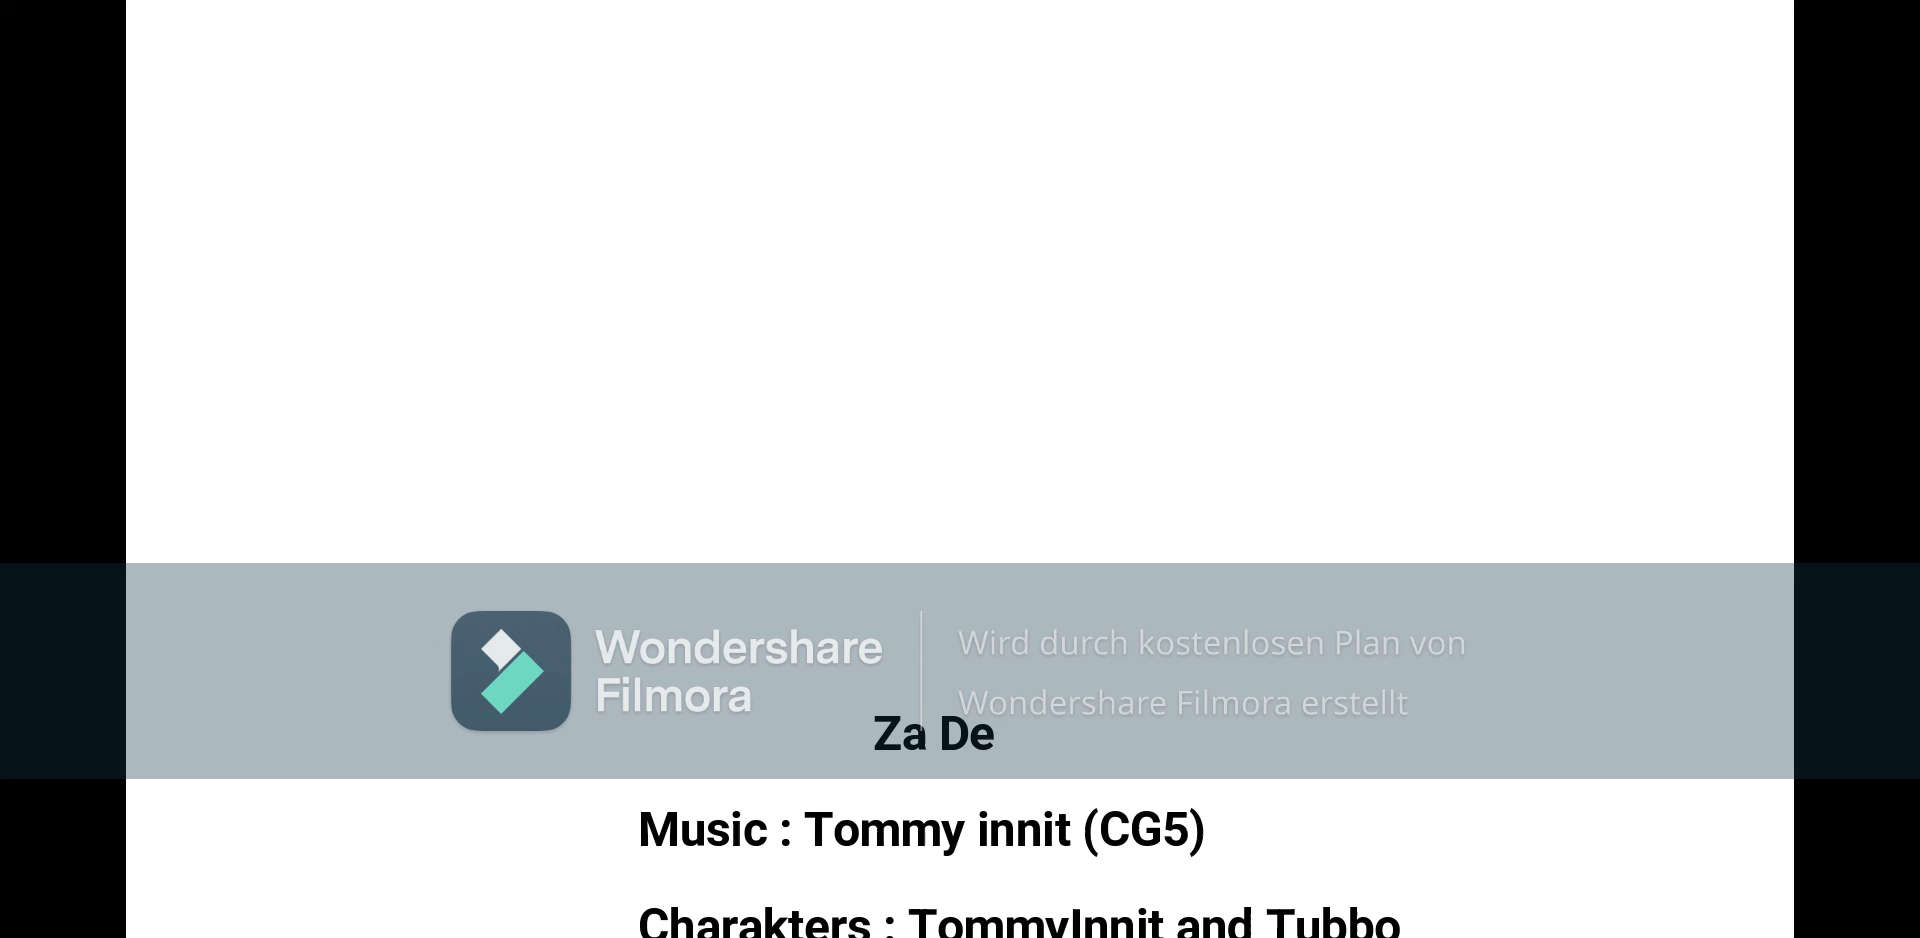 Wondershare
Filmora
Wird durch kostenlosen Plan von
Wondershare Filmora erstellt
Za De
Music : Tommy innit (CG5)
Charakters : TommyInnit and Tubbo